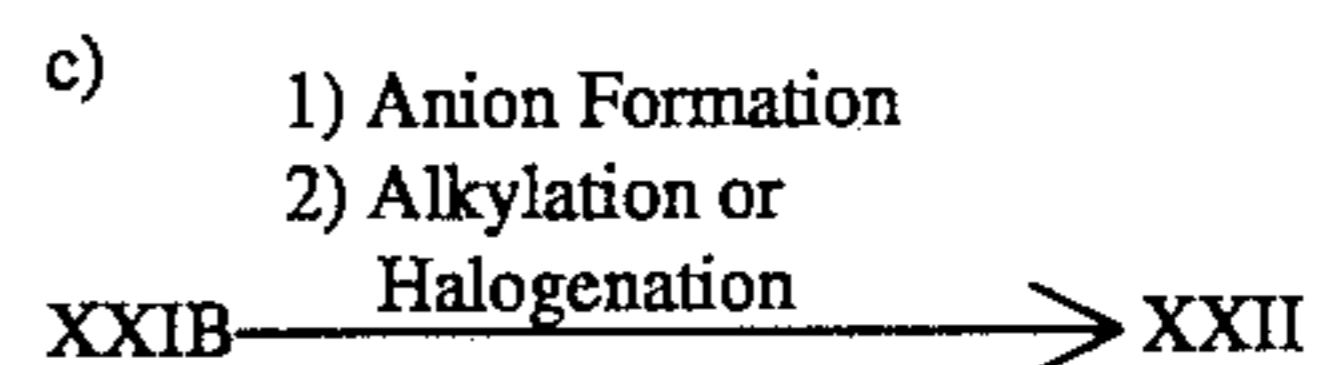 c)
1) Anion Formation
2) Alkylation or
Halogenation
XXIB XXII